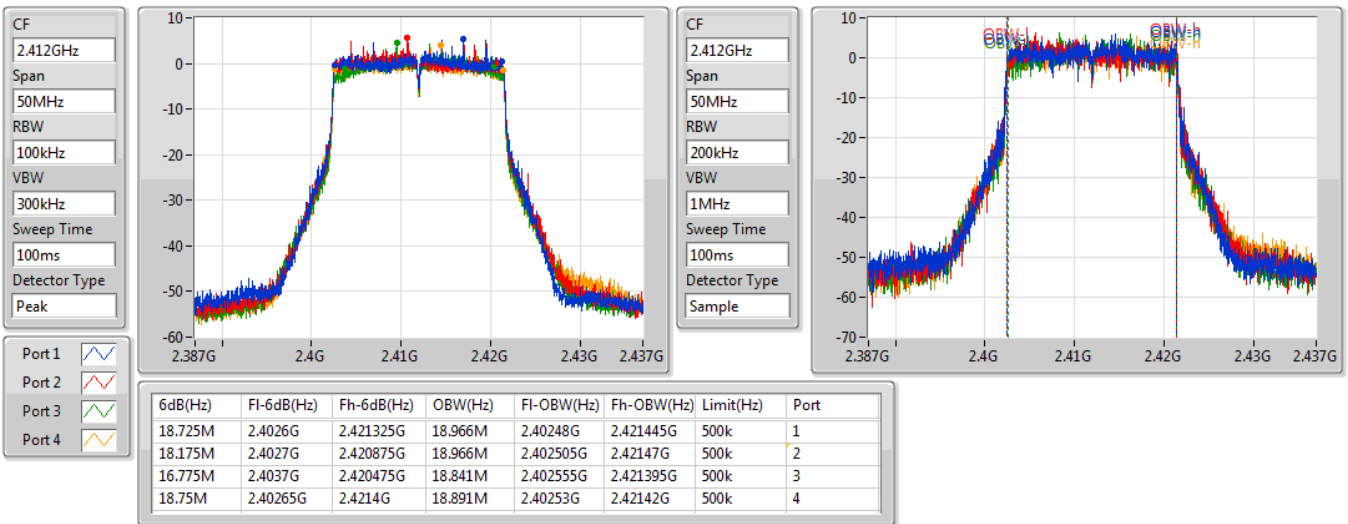 CF
2.412GHz
Span
50MHz
RBW
100kHz
VBW
300kHz
Sweep Time
100ms
Detector Type
Peak
10
0
-10
-20
-30
-40
-50
-60
2.387G 2.4G 2.41G 2.42G 2.43G 2.437G
CF
2.412GHz
Span
50MHz
RBW
200kHz
VBW
1MHz
Sweep Time
100ms
Detector Type
Sample
10
0
-10
-20
-30
-40
-50
-60
-70
OBW-h
2.387G 2.4G 2.41G 2.42G 2.43G 2.437G
Port 1
Port 2
Port 3
Port 4
6dB(Hz) Fl-6dB(Hz) Fh-6dB(Hz) OBW(Hz) Fl-OBW(Hz) Fh-OBW(Hz) Limit(Hz) Port
18.725M 2.4026G 2.421325G 18.966M 2.40248G 2.421445G 500k 1
18.175M 2.4027G 2.420875G 18.966M 2.402505G 2.42147G 500k 2
16.775M 2.4037G 2.420475G 18.841M 2.402555G 2.421395G 500k 3
18.75M 2.40265G 2.4214G 18.891M 2.40253G 2.42142G 500k 4